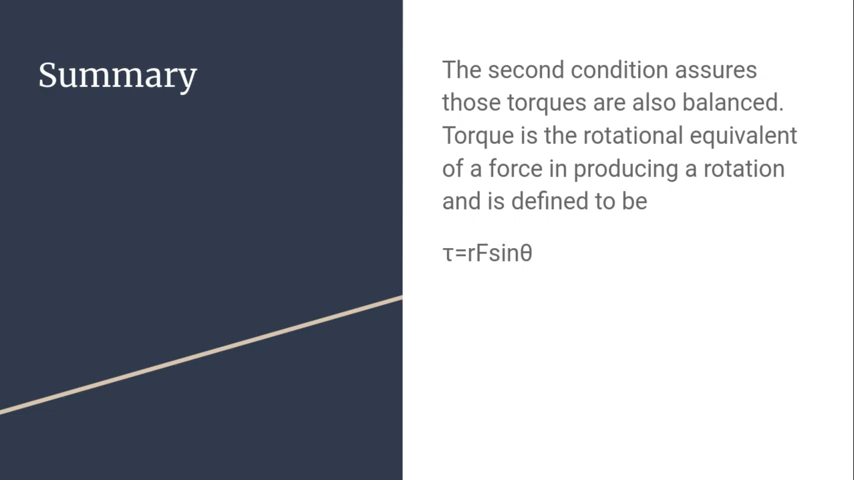 Summary
The second condition assures
those torques are also balanced.
Torque is the rotational equivalent
of a force in producing a rotation
and is defined to be
τ=rFsinθ